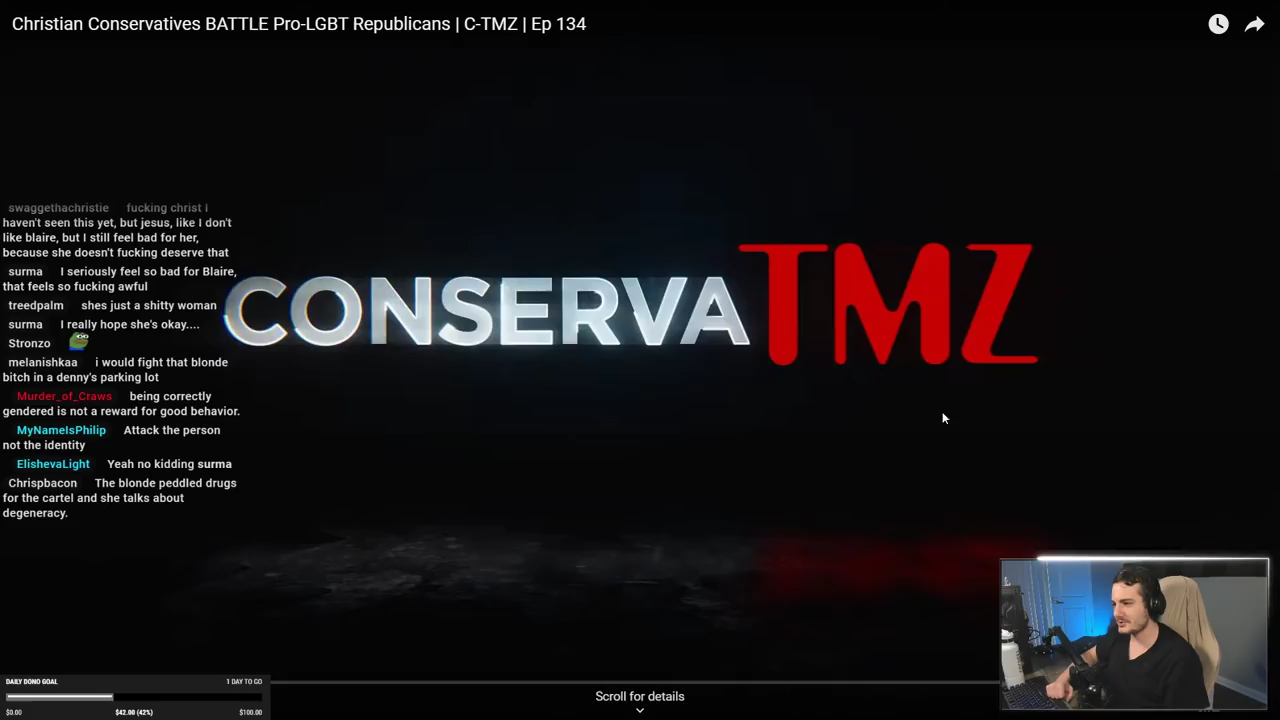 Christian Conservatives BATTLE Pro-LGBT Republicans | C-TMZ | Ep 134
CONSERVATMZ
swaggethachristie fucking christ I
haven't seen this yet, but jesus, like I don't
like blaire, but I still feel bad for her,
because she doesn't fucking deserve that
surma I seriously feel so bad for Blaire,
that feels so fucking awful
treedpalm shes just a shitty woman
surma I really hope she's okay....
Stronzo
melanishkaa i would fight that blonde
bitch in a denny's parking lot
Murder_of_Craws being correctly
gendered is not a reward for good behavior.
MyNameIsPhilip Attack the person
not the identity
ElishevaLight Yeah no kidding surma
Chrispbacon The blonde peddled drugs
for the cartel and she talks about
degeneracy.
DAILY DONO GOAL 1 DAY TO GO
$0.00 $42.00 (42%) $100.00
Scroll for details